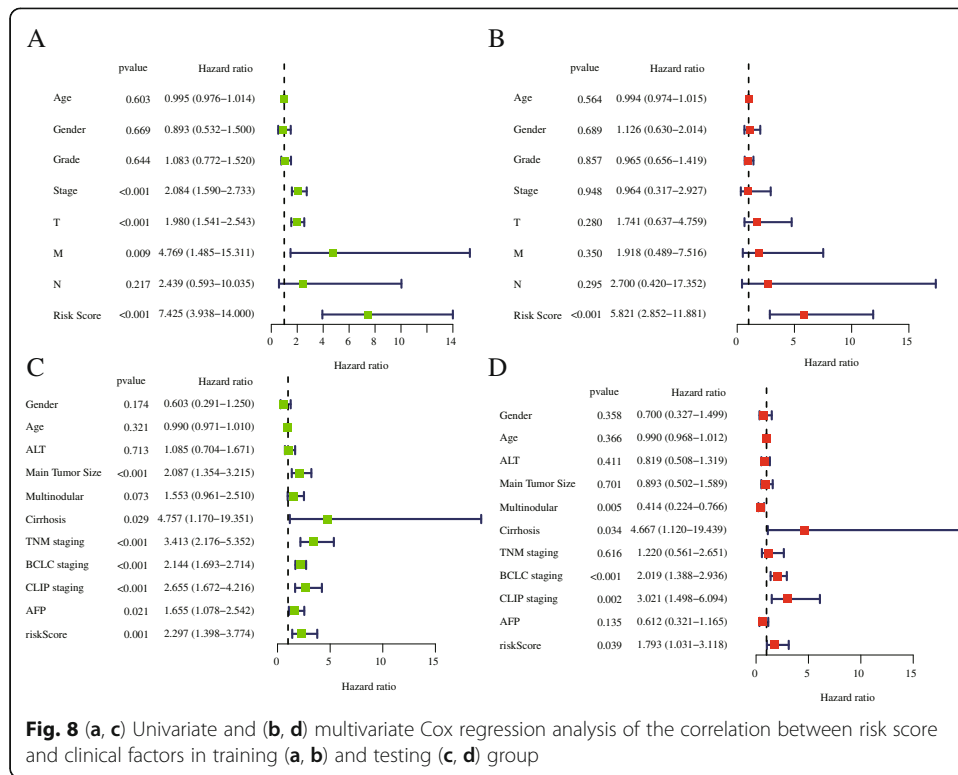 A
pvalue Hazard ratio
Age 0.603 0.995 (0.976−1.014)
Gender 0.669 0.893 (0.532−1.500)
Grade 0.644 1.083 (0.772−1.520)
Stage <0.001 2.084 (1.590−2.733)
T <0.001 1.980 (1.541−2.543)
M 0.009 4.769 (1.485−15.311)
N 0.217 2.439 (0.593−10.035)
Risk Score <0.001 7.425 (3.938−14.000)
0 2 4 6 8 10 12 14
Hazard ratio
B
pvalue Hazard ratio
Age 0.564 0.994 (0.974−1.015)
Gender 0.689 1.126 (0.630−2.014)
Grade 0.857 0.965 (0.656−1.419)
Stage 0.948 0.964 (0.317−2.927)
T 0.280 1.741 (0.637−4.759)
M 0.350 1.918 (0.489−7.516)
N 0.295 2.700 (0.420−17.352)
Risk Score <0.001 5.821 (2.852−11.881)
0 5 10 15
Hazard ratio
C
pvalue Hazard ratio
Gender 0.174 0.603 (0.291−1.250)
Age 0.321 0.990 (0.971−1.010)
ALT 0.713 1.085 (0.704−1.671)
Main Tumor Size <0.001 2.087 (1.354−3.215)
Multinodular 0.073 1.553 (0.961−2.510)
Cirrhosis 0.029 4.757 (1.170−19.351)
TNM staging <0.001 3.413 (2.176−5.352)
BCLC staging <0.001 2.144 (1.693−2.714)
CLIP staging <0.001 2.655 (1.672−4.216)
AFP 0.021 1.655 (1.078−2.542)
riskScore 0.001 2.297 (1.398−3.774)
0 5 10 15
Hazard ratio
D
pvalue Hazard ratio
Gender 0.358 0.700 (0.327−1.499)
Age 0.366 0.990 (0.968−1.012)
ALT 0.411 0.819 (0.508−1.319)
Main Tumor Size 0.701 0.893 (0.502−1.589)
Multinodular 0.005 0.414 (0.224−0.766)
Cirrhosis 0.034 4.667 (1.120−19.439)
TNM staging 0.616 1.220 (0.561−2.651)
BCLC staging <0.001 2.019 (1.388−2.936)
CLIP staging 0.002 3.021 (1.498−6.094)
AFP 0.135 0.612 (0.321−1.165)
riskScore 0.039 1.793 (1.031−3.118)
0 5 10 15
Hazard ratio
Fig. 8 (a, c) Univariate and (b, d) multivariate Cox regression analysis of the correlation between risk score
and clinical factors in training (a, b) and testing (c, d) group